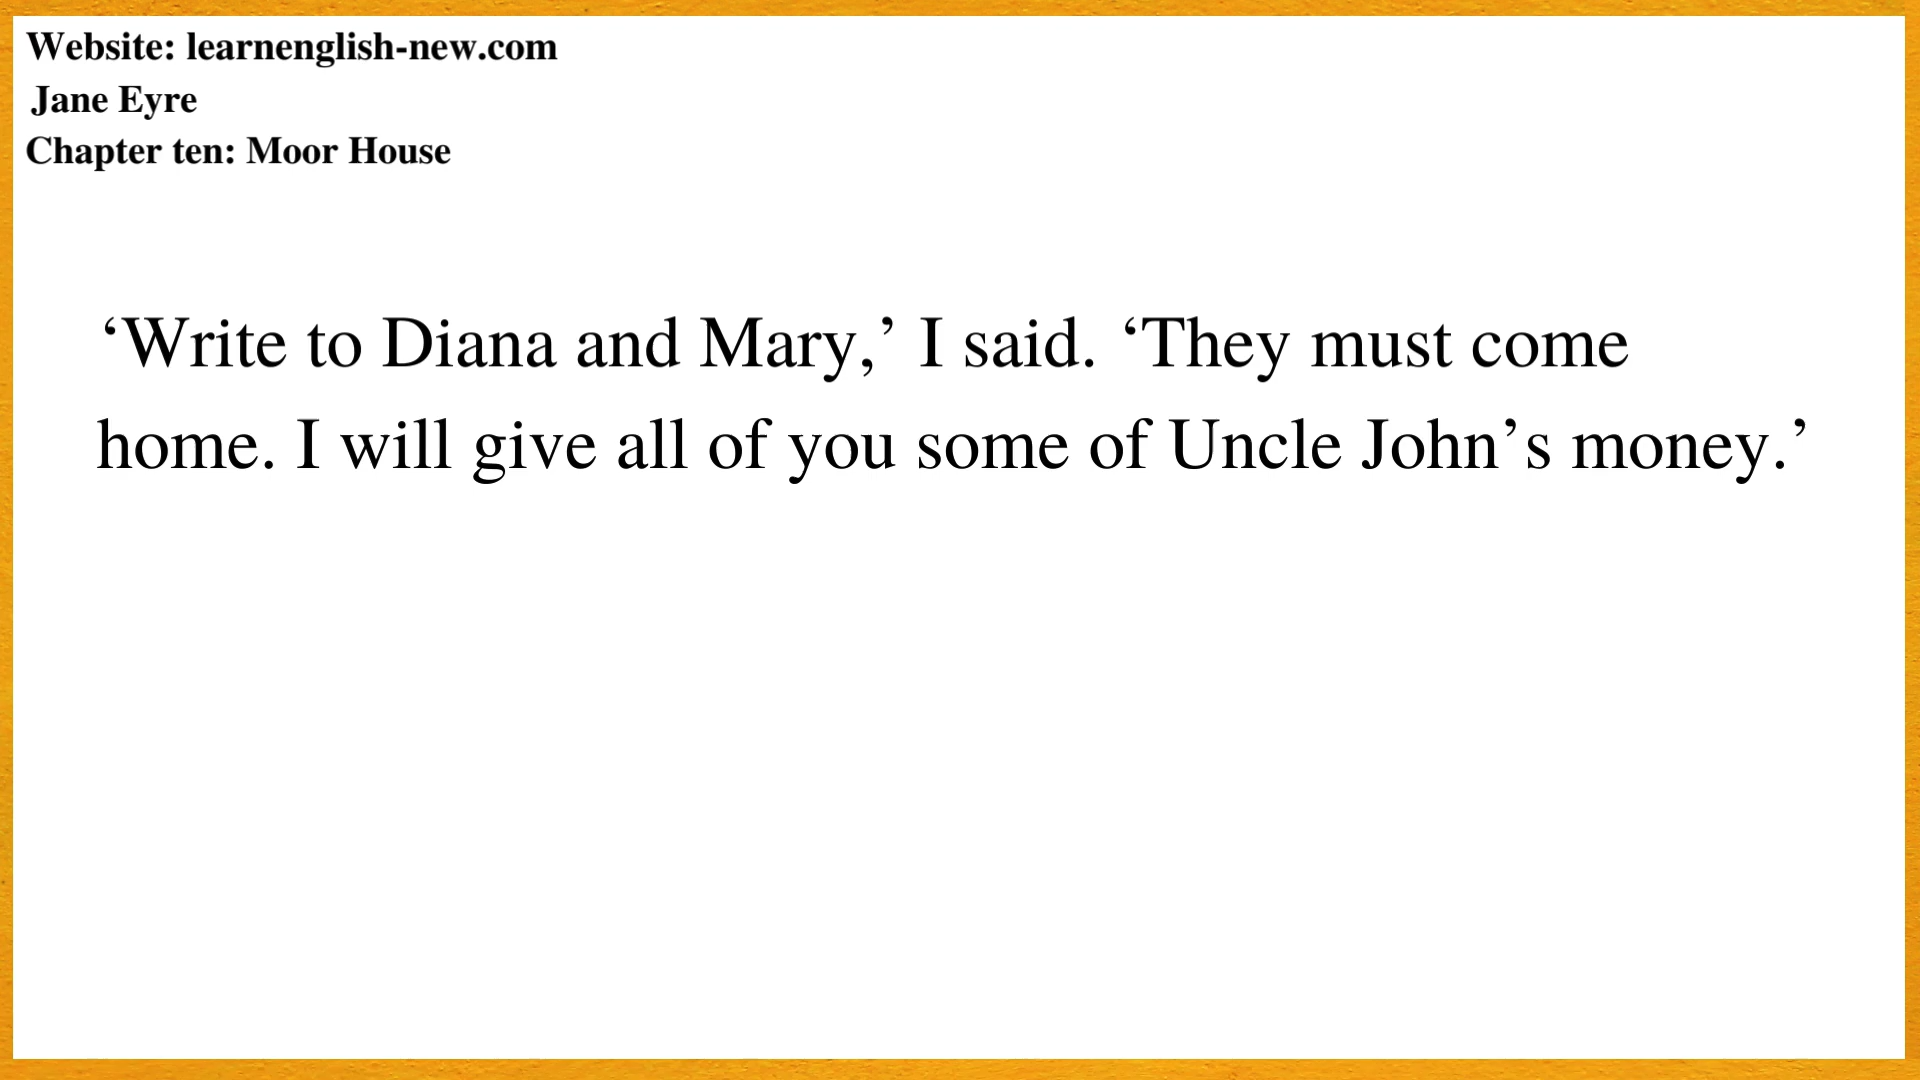 Website: learnenglish-new.com
Jane Eyre
Chapter ten: Moor House
‘Write to Diana and Mary,’ I said. ‘They must come
home. I will give all of you some of Uncle John’s money.’